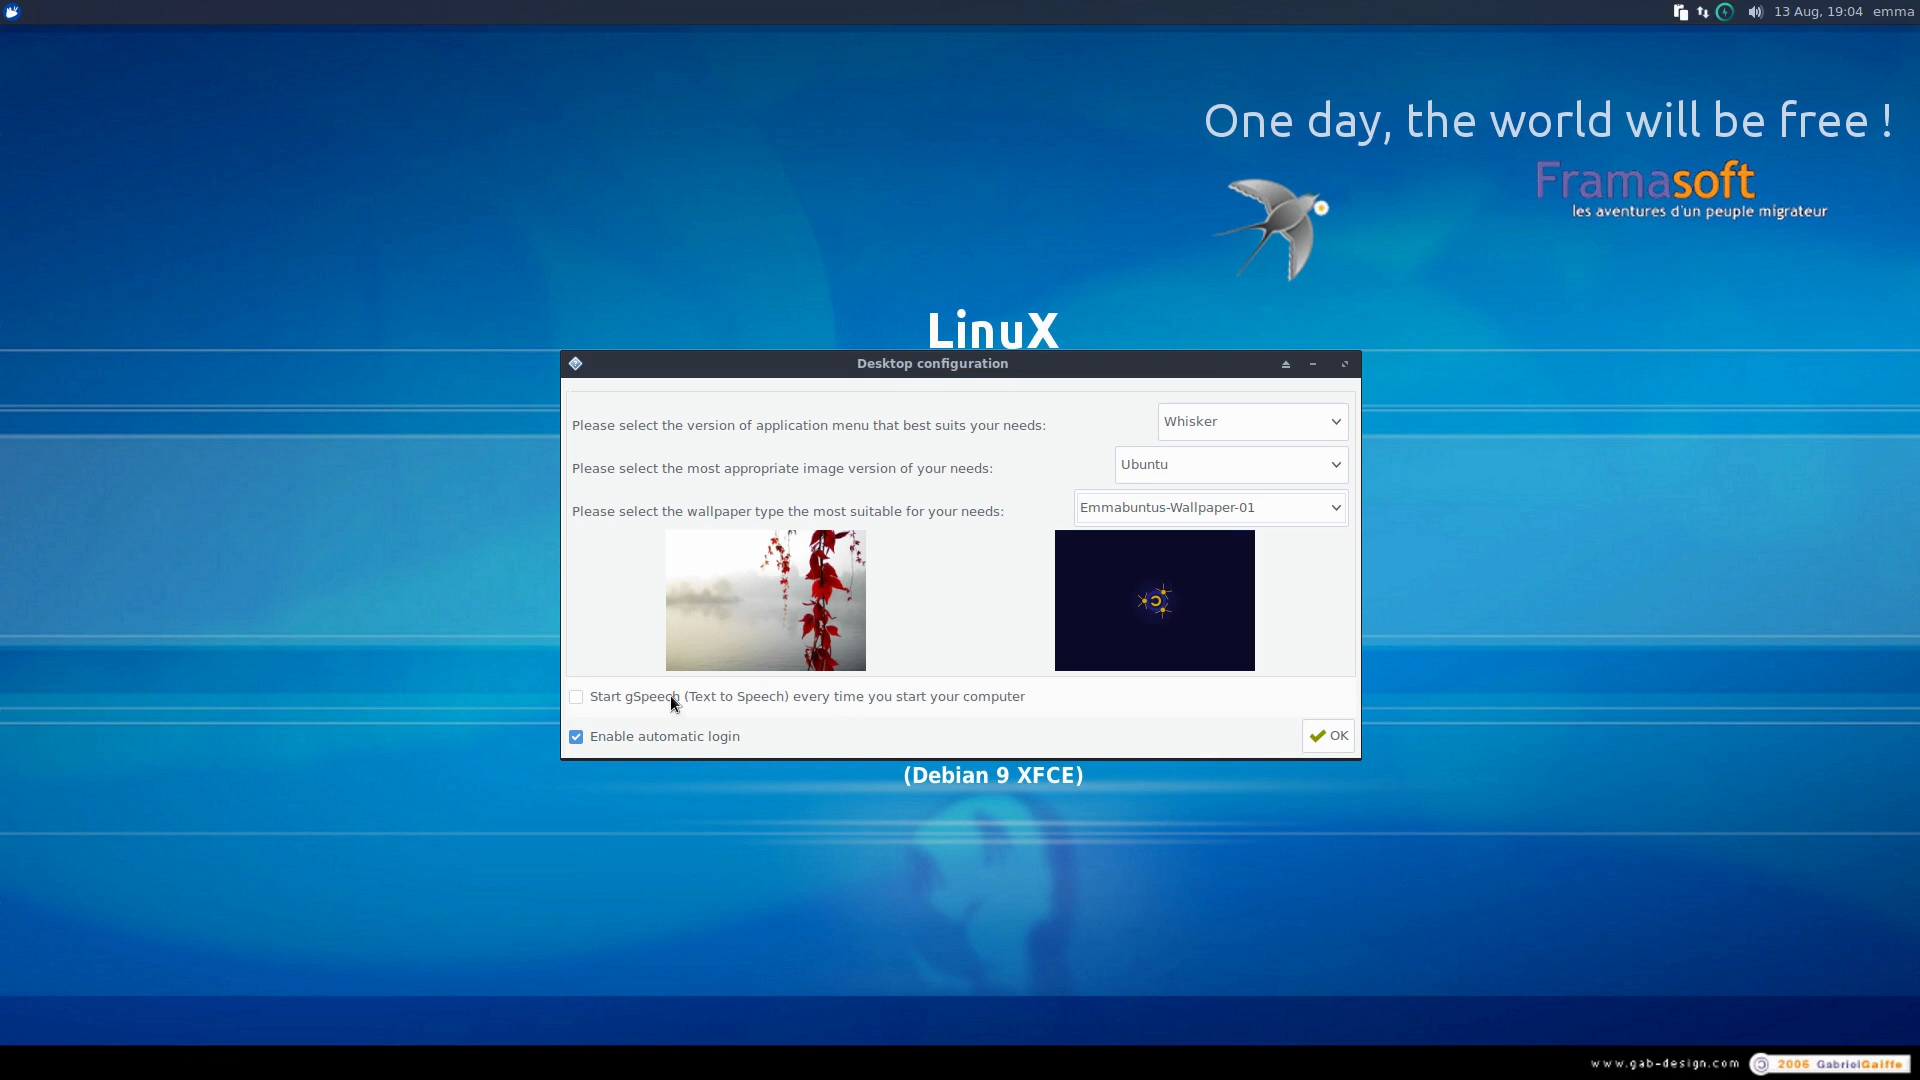 13 Aug, 19:04 emma
One day, the world will be free !
Framasoft
les aventures d'un peuple migrateur
LinuX
Desktop configuration
Please select the version of application menu that best suits your needs: Whisker
Please select the most appropriate image version of your needs: Ubuntu
Please select the wallpaper type the most suitable for your needs: Emmabuntus-Wallpaper-01
Start gSpeech (Text to Speech) every time you start your computer
Enable automatic login OK
(Debian 9 XFCE)
www.gab-design.com © 2006 GabrielGaiffe